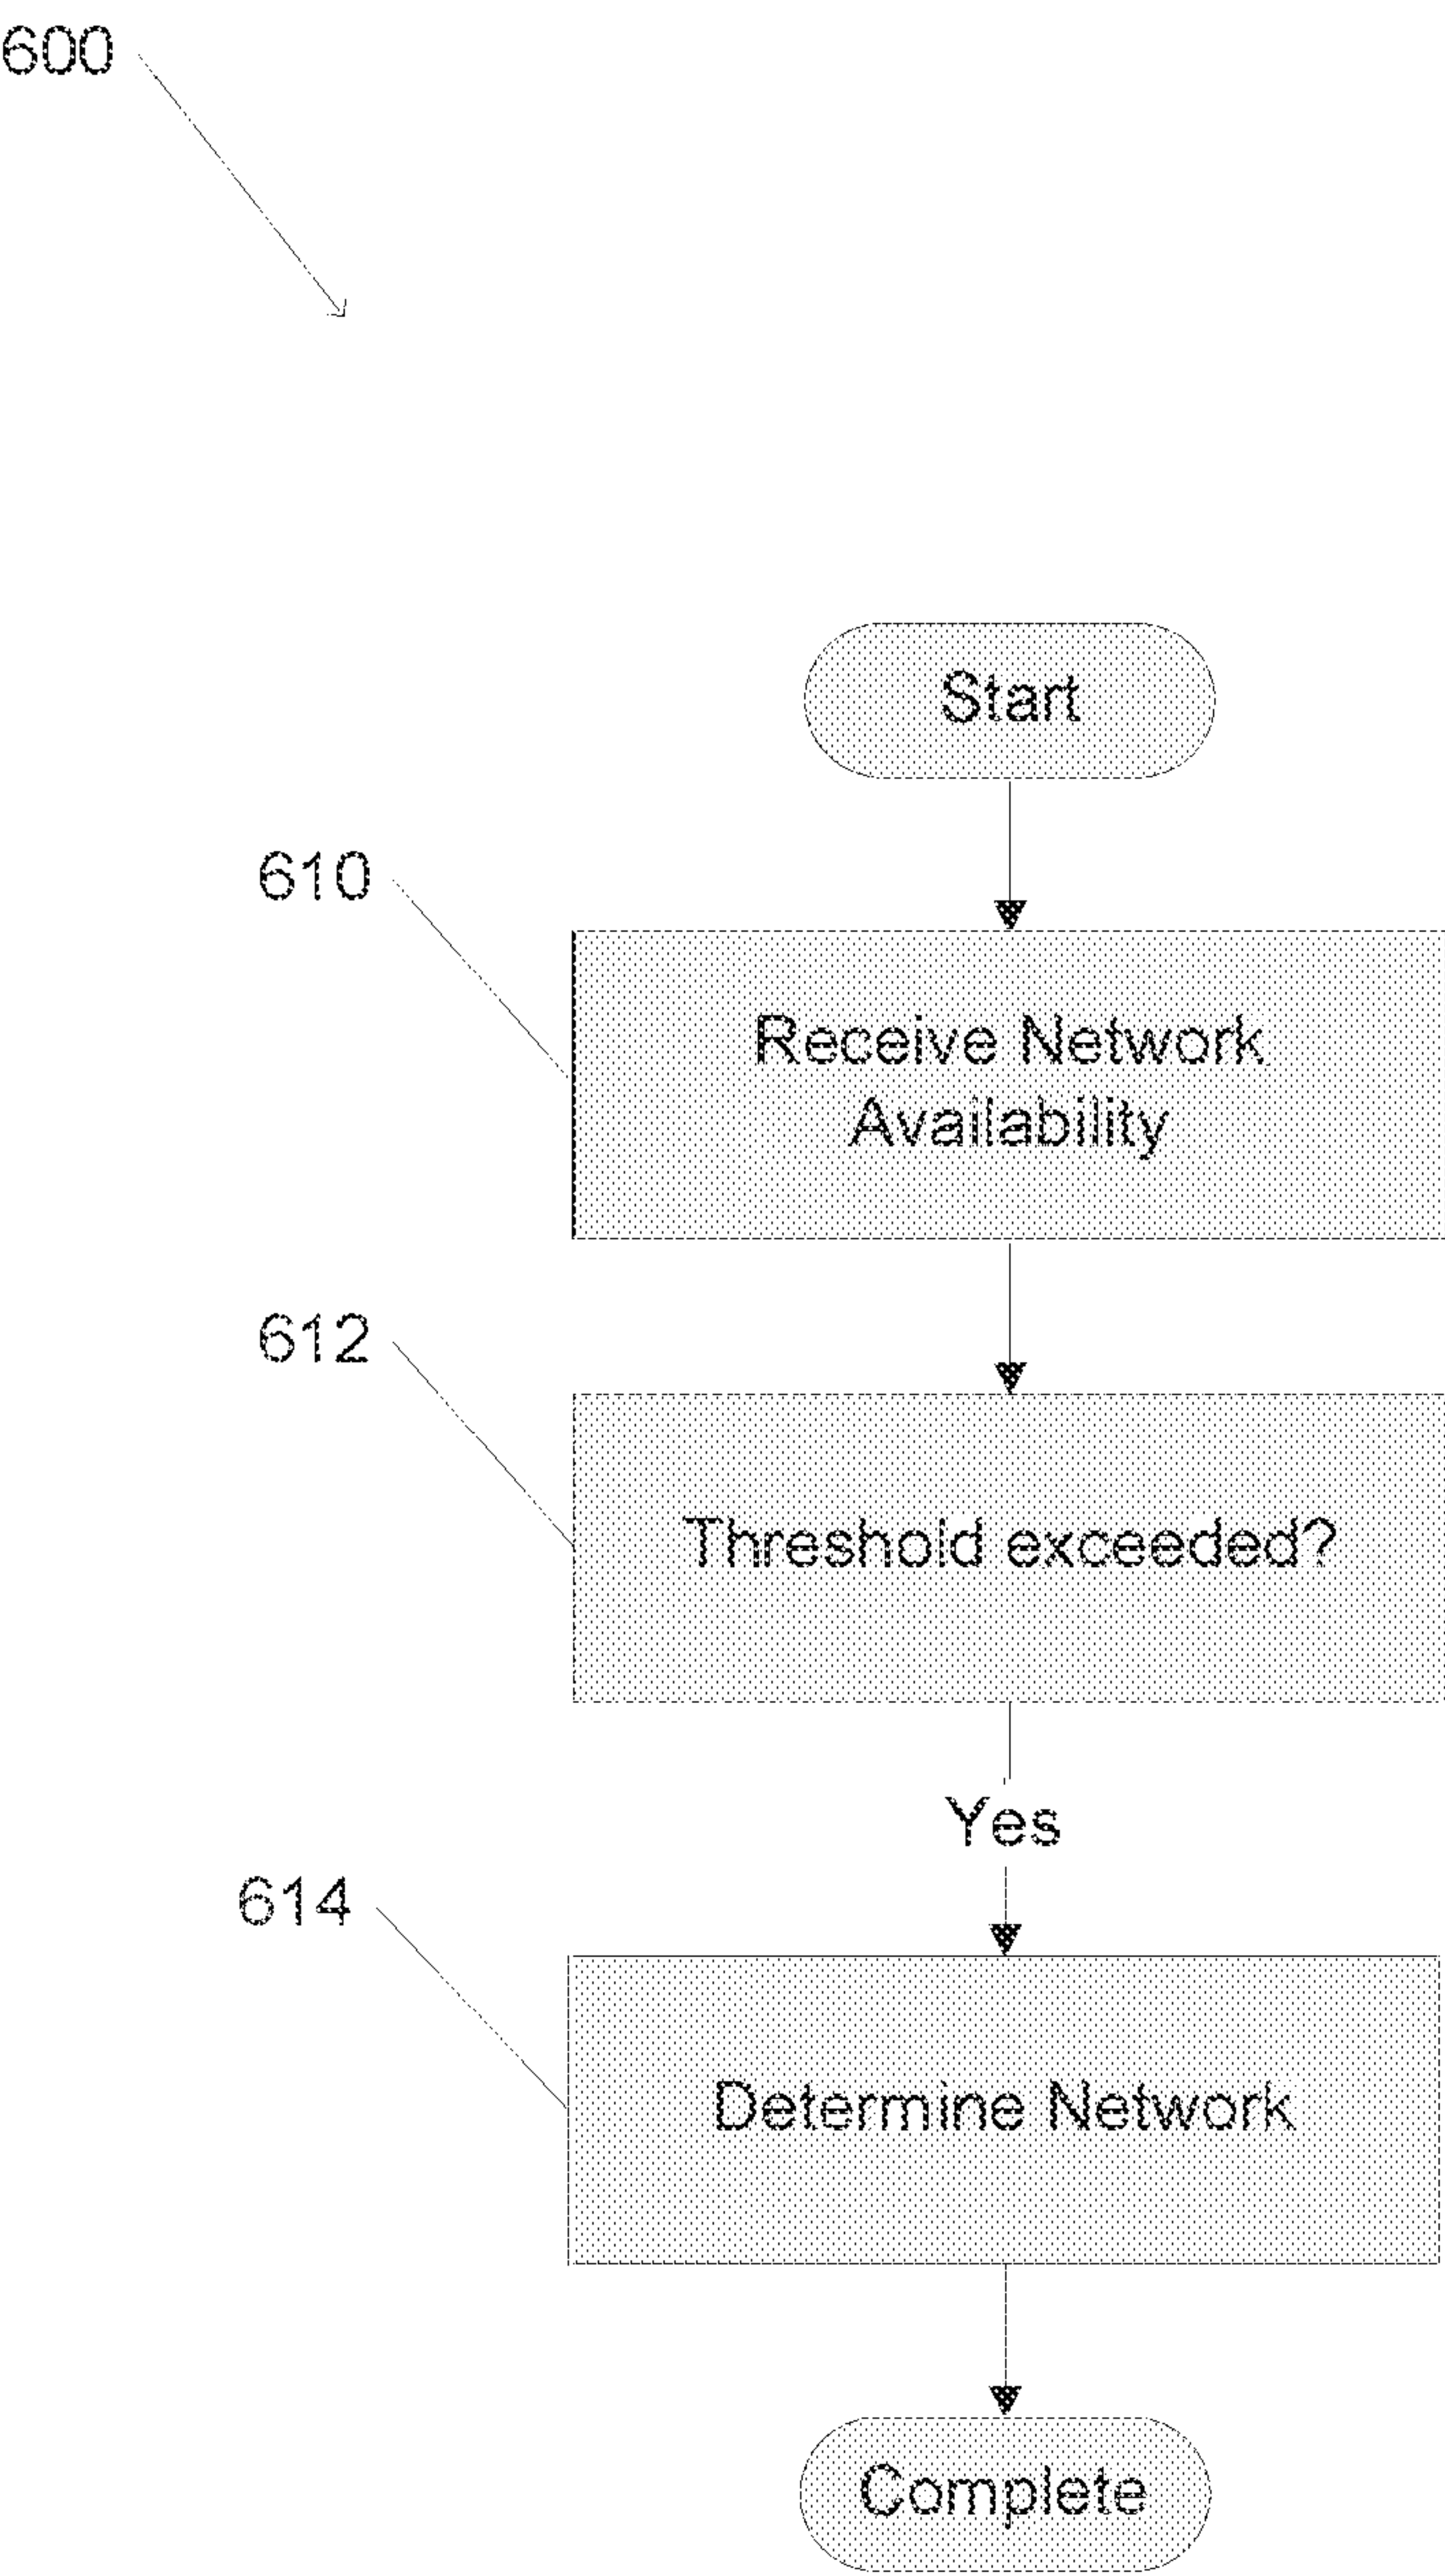 600
Start
610
Receive Network
Availability
612
Threshold exceeded?
Yes
614
Determine Network
Complete